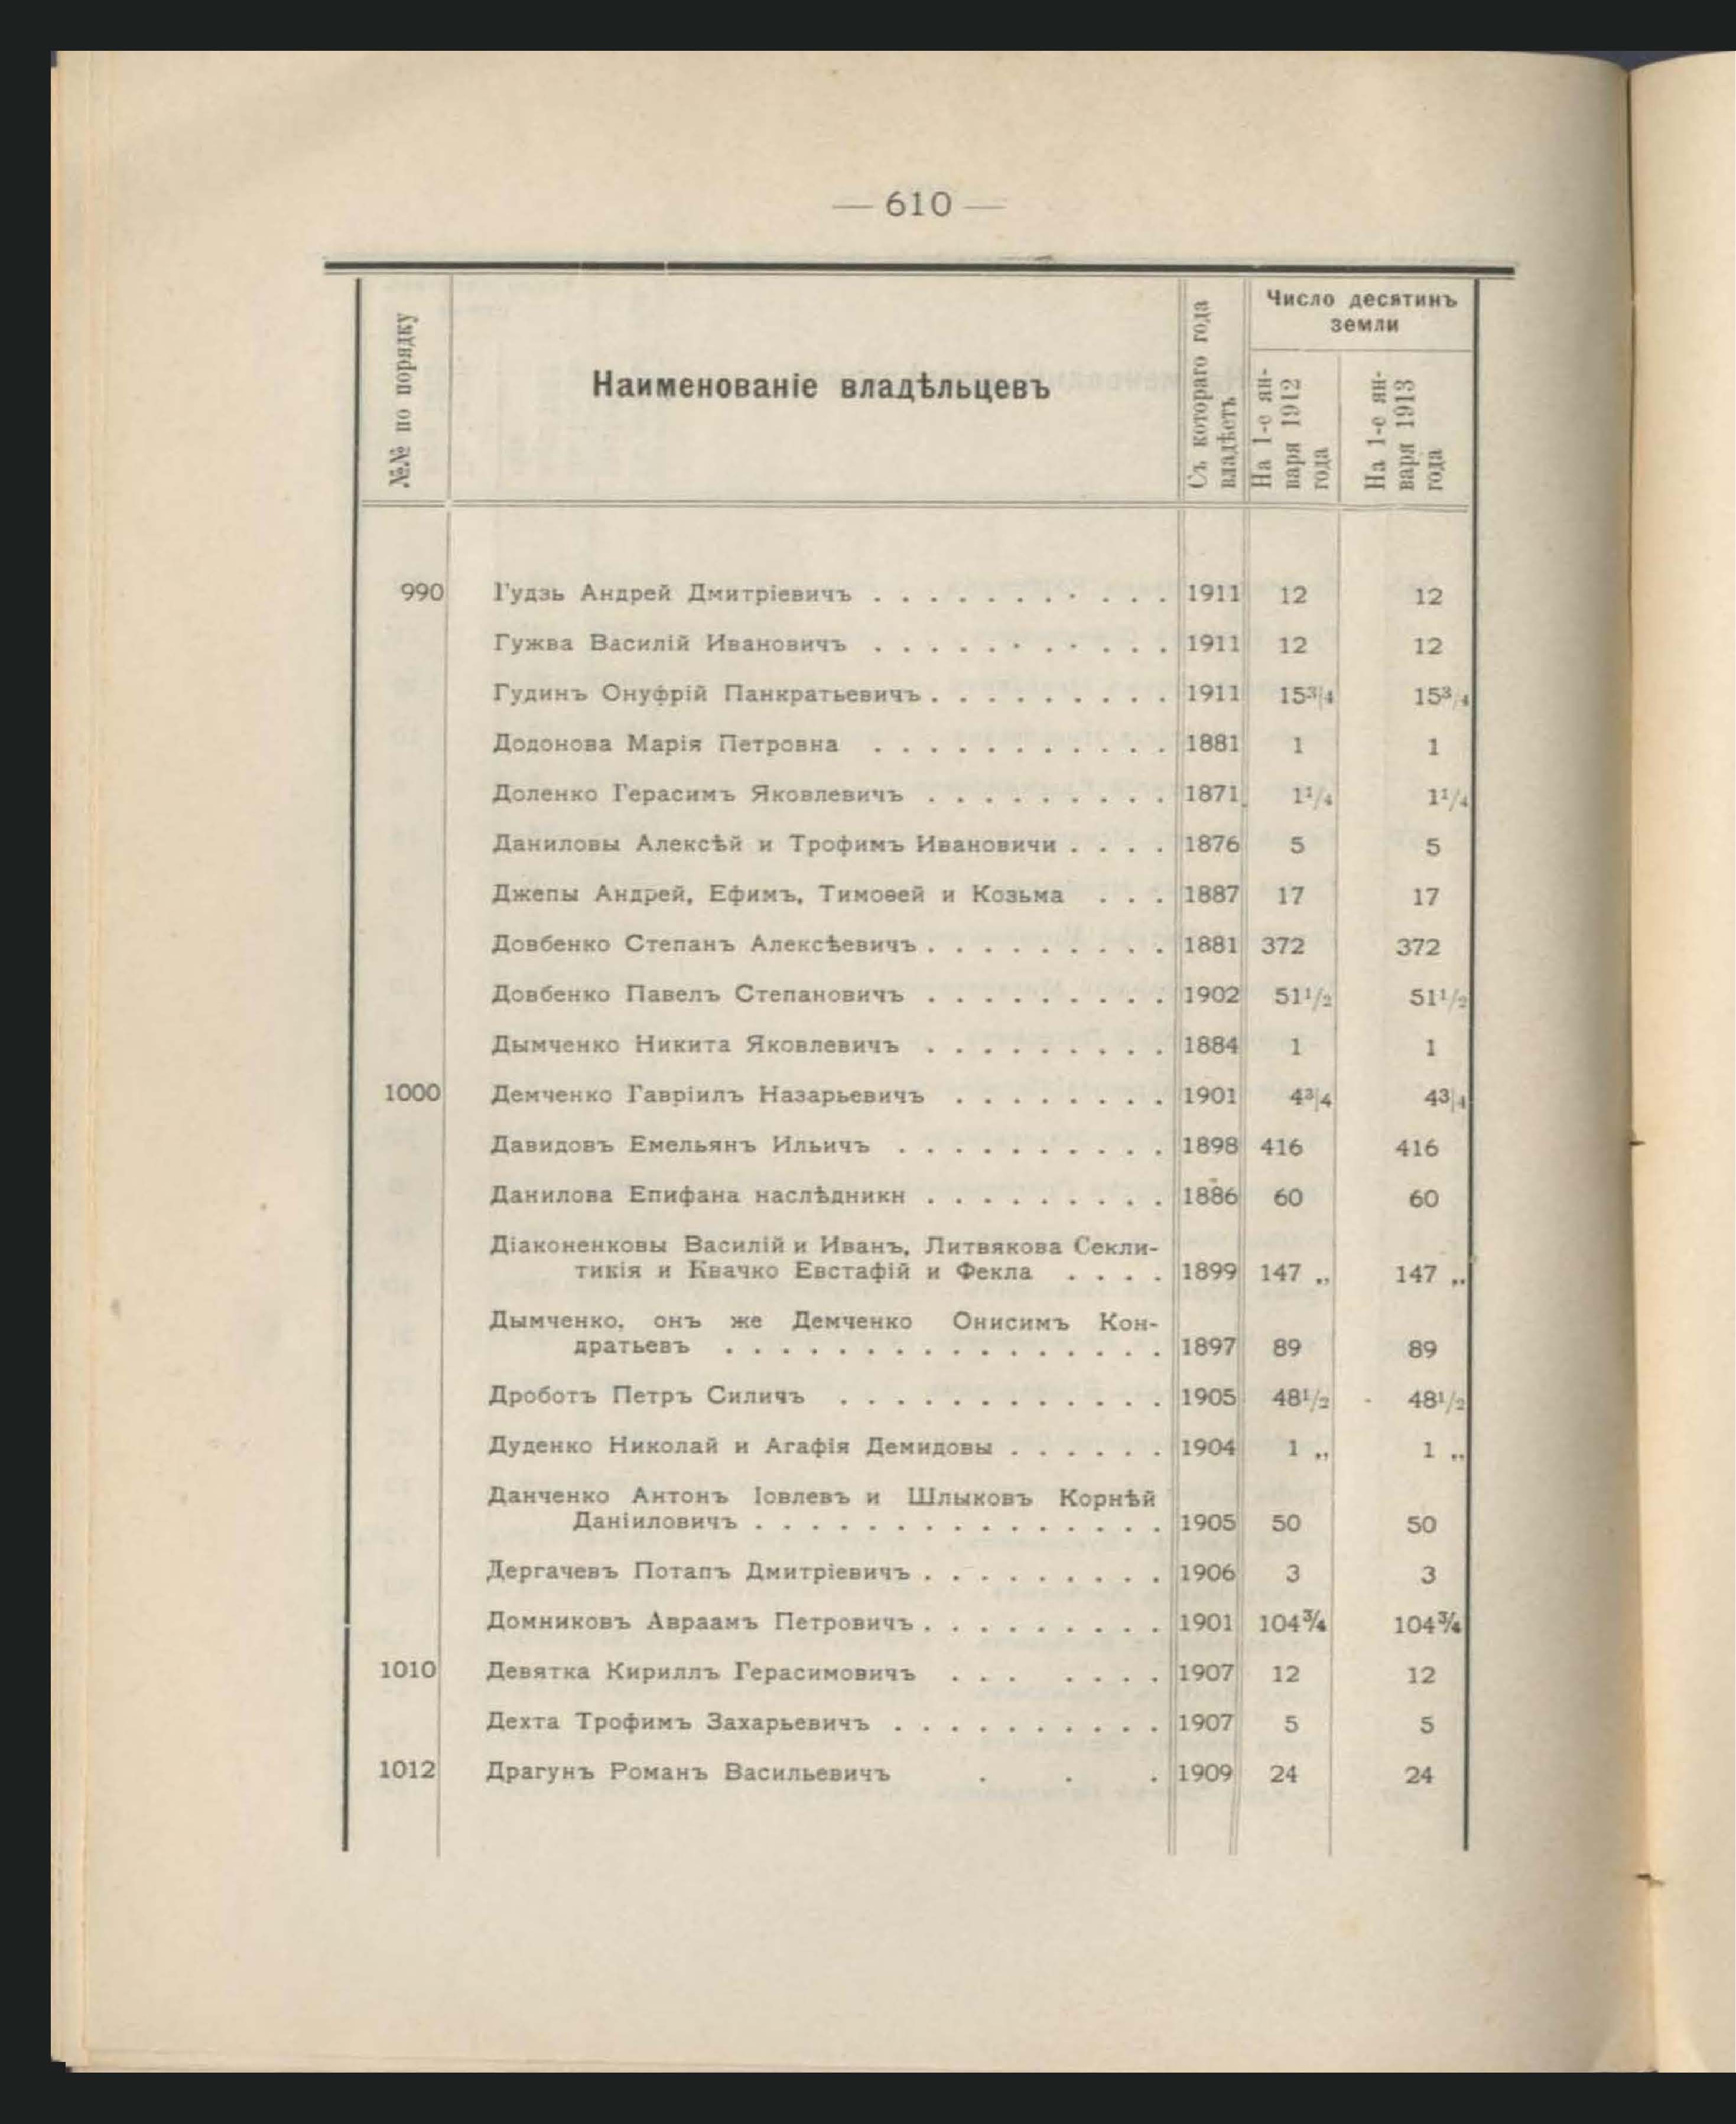 — 610 —
№№ по порядку
Наименованіе владѣльцевъ
Съ котораго года
владѣетъ
Число десятинъ
земли
На 1-е ян-
варя 1912
года
На 1-е ян-
варя 1913
года
990 Гудзь Андрей Дмитріевичъ . . . . . . . . . . . 1911 12 12
Гужва Василій Ивановичъ . . . . . . . . . . . 1911 12 12
Гудинъ Онуфрій Панкратьевичъ . . . . . . . . . 1911 15³/₄ 15³/₄
Додонова Марія Петровна . . . . . . . . . . . 1881 1 1
Доленко Герасимъ Яковлевичъ . . . . . . . . . 1871 1¹/₄ 1¹/₄
Даниловы Алексѣй и Трофимъ Ивановичи . . . . 1876 5 5
Джепы Андрей, Ефимъ, Тимоѳей и Козьма . . . 1887 17 17
Довбенко Степанъ Алексѣевичъ . . . . . . . . . 1881 372 372
Довбенко Павелъ Степановичъ . . . . . . . . . 1902 51¹/₂ 51¹/₂
Дымченко Никита Яковлевичъ . . . . . . . . . 1884 1 1
1000 Демченко Гавріилъ Назарьевичъ . . . . . . . . 1901 4³/₄ 4³/₄
Давидовъ Емельянъ Ильичъ . . . . . . . . . . 1898 416 416
Данилова Епифана наслѣдникн . . . . . . . . . 1886 60 60
Діаконенковы Василій и Иванъ, Литвякова Секли-
тикія и Квачко Евстафій и Фекла . . . . 1899 147 „ 147 „
Дымченко, онъ же Демченко Онисимъ Кон-
дратьевъ . . . . . . . . . . . . . . . . 1897 89 89
Дроботъ Петръ Силичъ . . . . . . . . . . . . 1905 48¹/₂ 48¹/₂
Дуденко Николай и Агафія Демидовы . . . . . . 1904 1 „ 1 „
Данченко Антонъ Іовлевъ и Шлыковъ Корнѣй
Даніиловичъ . . . . . . . . . . . . . . . 1905 50 50
Дергачевъ Потапъ Дмитріевичъ . . . . . . . . . 1906 3 3
Домниковъ Авраамъ Петровичъ . . . . . . . . . 1901 104¾ 104¾
1010 Девятка Кириллъ Герасимовичъ . . . . . . . 1907 12 12
Дехта Трофимъ Захарьевичъ . . . . . . . . . . 1907 5 5
1012 Драгунъ Романъ Васильевичъ . . . 1909 24 24